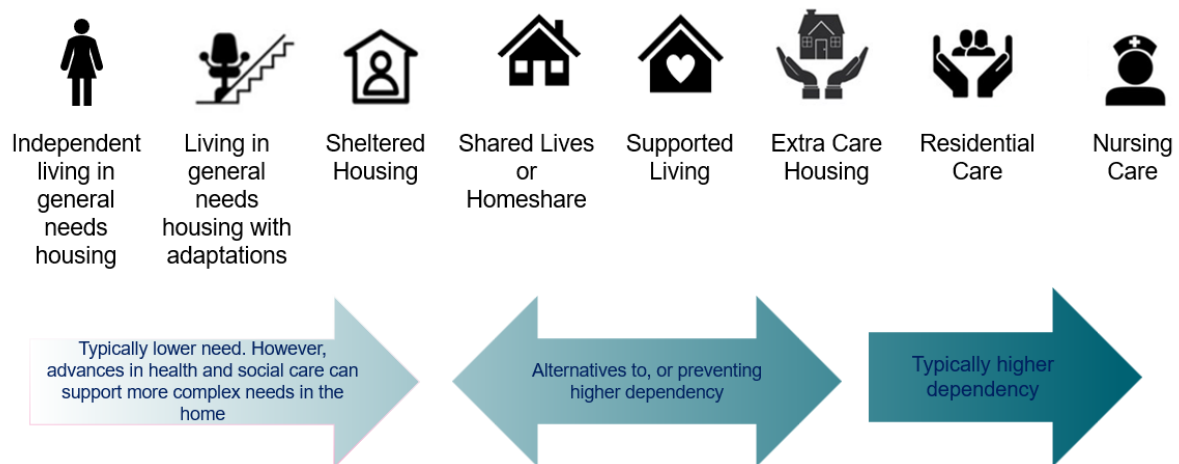 Independent
living in
general
needs
housing
Living in
general
needs
housing with
adaptations
Sheltered
Housing
Shared Lives
or
Homeshare
Supported
Living
Extra Care
Housing
Residential
Care
Nursing
Care
Typically lower need. However,
advances in health and social care can
support more complex needs in the
home
Alternatives to, or preventing
higher dependency
Typically higher
dependency